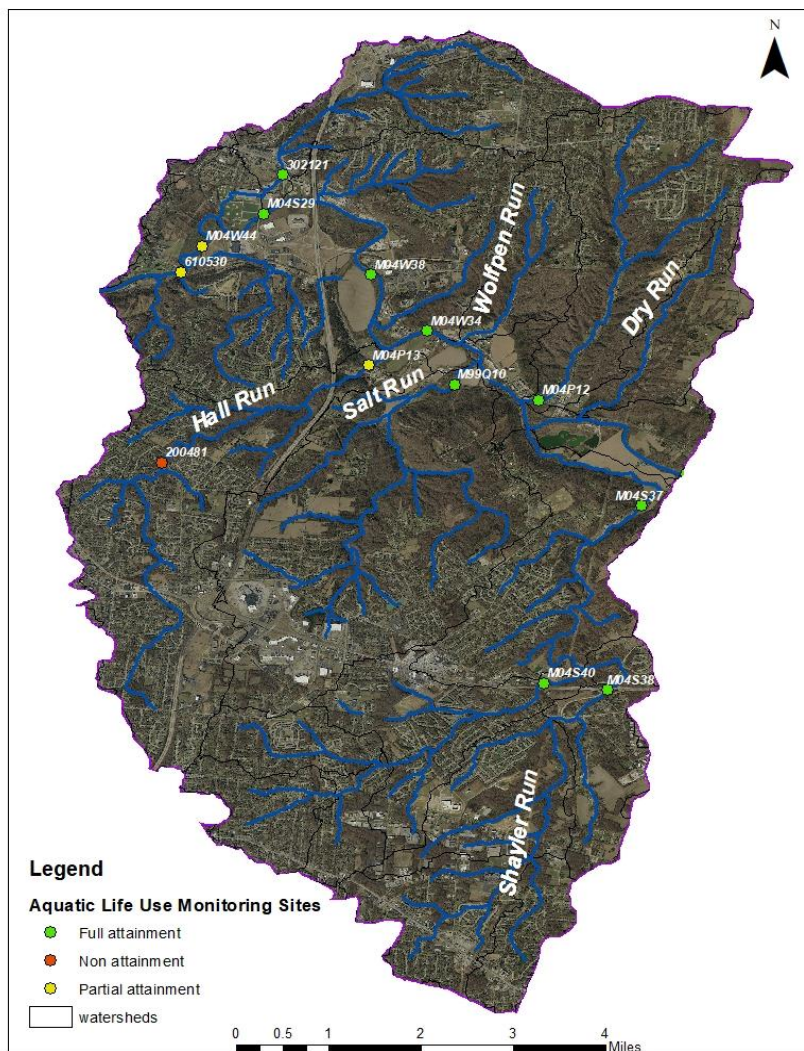 N
302121
M04S29
M04W44
610530
M04W38
Wolfpen Run
Dry Run
M04W34
M04P13
M99Q10
M04P12
Salt Run
Hall Run
200481
M04S37
M04S40
M04S38
Shayler Run
Legend
Aquatic Life Use Monitoring Sites
Full attainment
Non attainment
Partial attainment
watersheds
0 0.5 1 2 3 4
Miles